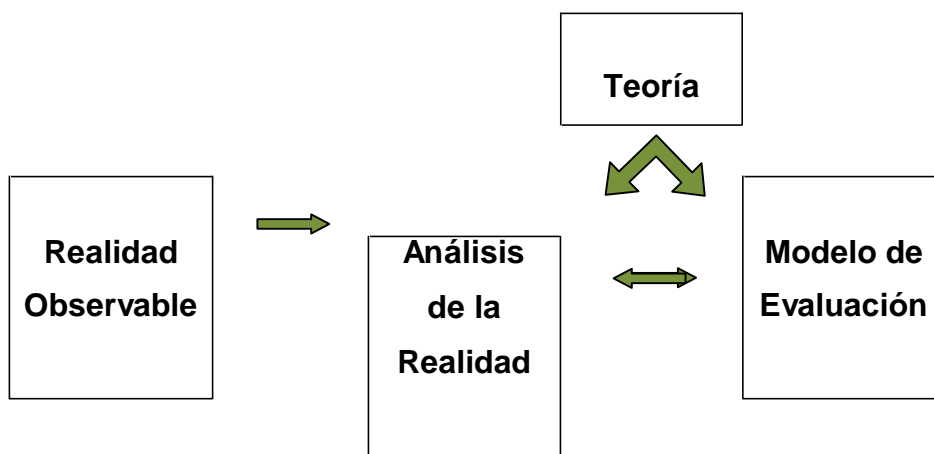 Teoría
Realidad
Observable
Análisis
de la
Realidad
Modelo de
Evaluación